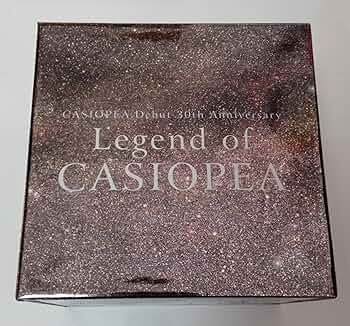 CASIOPEA Debut 30th Anniversary
Legend of
CASIOPEA